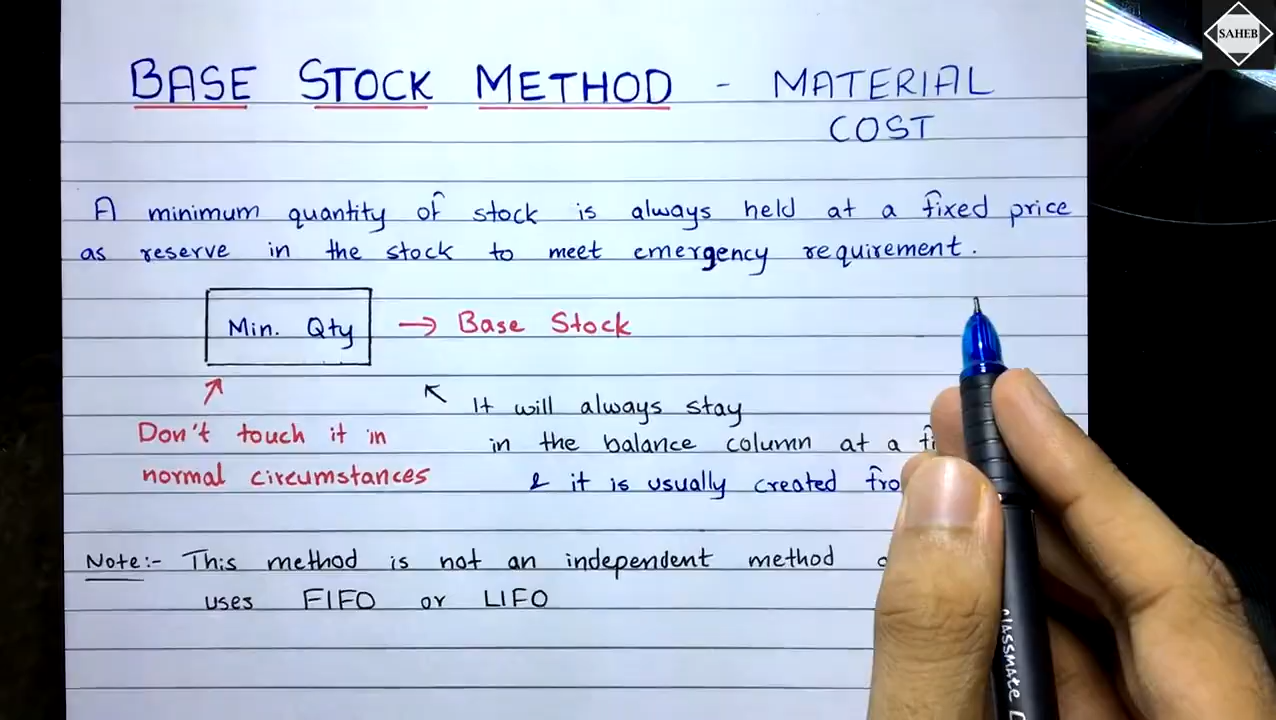 SAHEB
BASE STOCK METHOD - MATERIAL
COST
A minimum quantity of stock is always held at a fixed price
as reserve in the stock to meet emergency requirement.
Min. Qty → Base Stock
It will always stay
Don't touch it in
in the balance column at a
normal circumstances
& it is usually created
Note:- This method is not an independent method
uses FIFO or LIFO
classmate